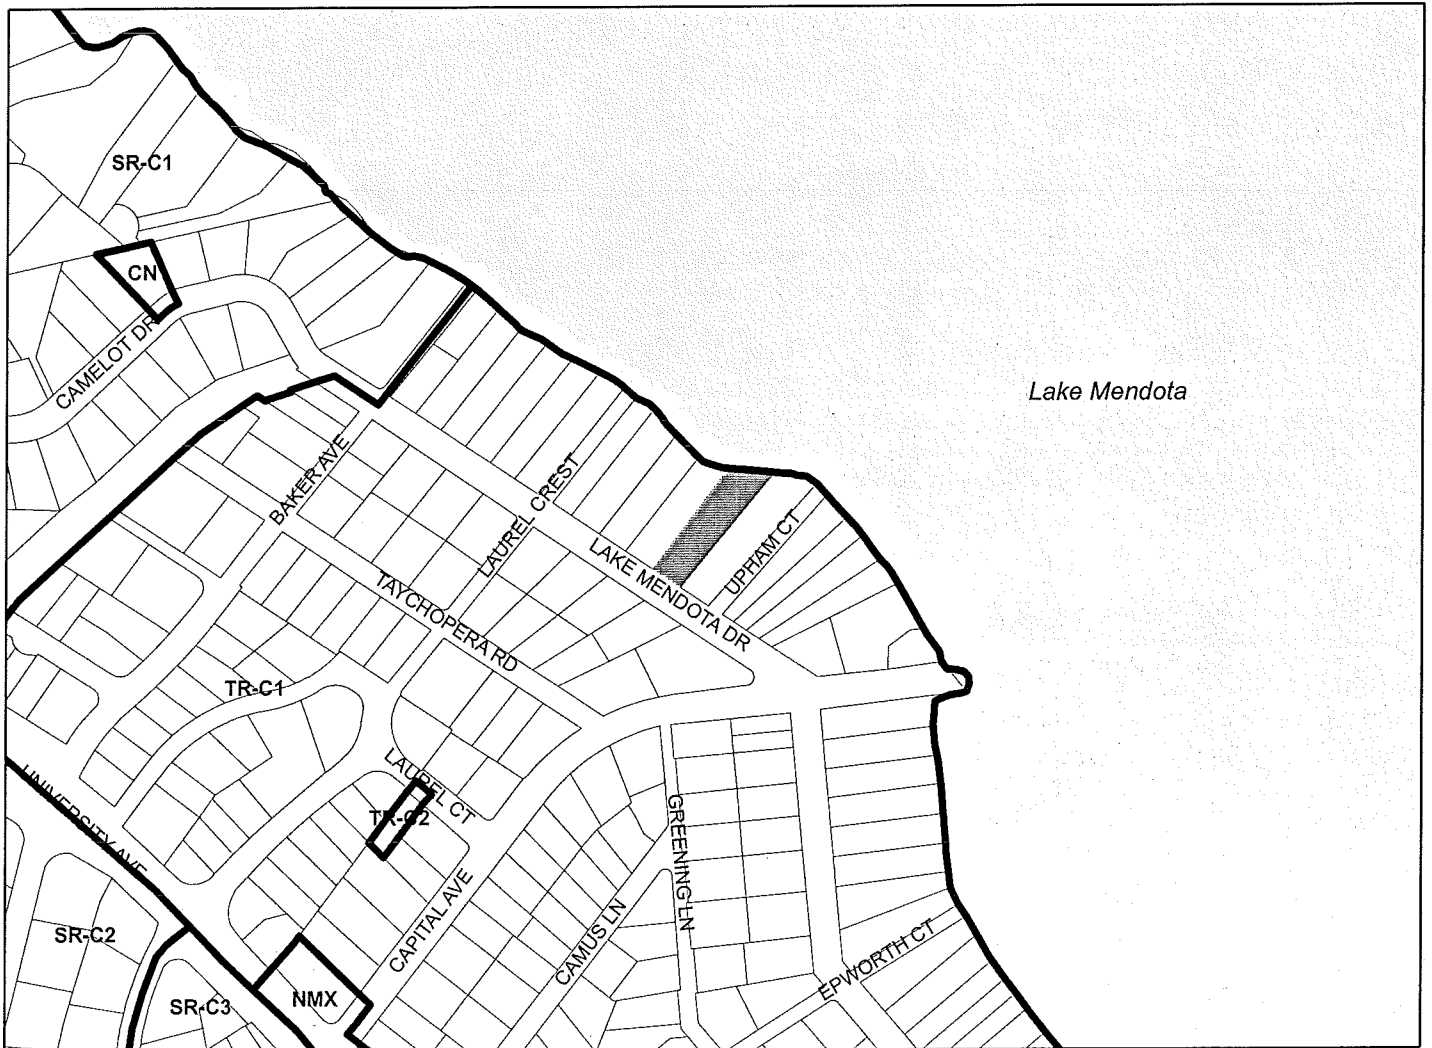 SR-C1
CN
CAMELOT DR
Lake Mendota
BAKER AVE
LAUREL CREST
UPHAM CT
LAKE MENDOTA DR
TAYCHOPERA RD
TR-C1
LAUREL CT
TR-C2
UNIVERSITY AVE
GREENING LN
CAPITAL AVE
CAMUS LN
SR-C2
EPWORTH CT
SR-C3
NMX